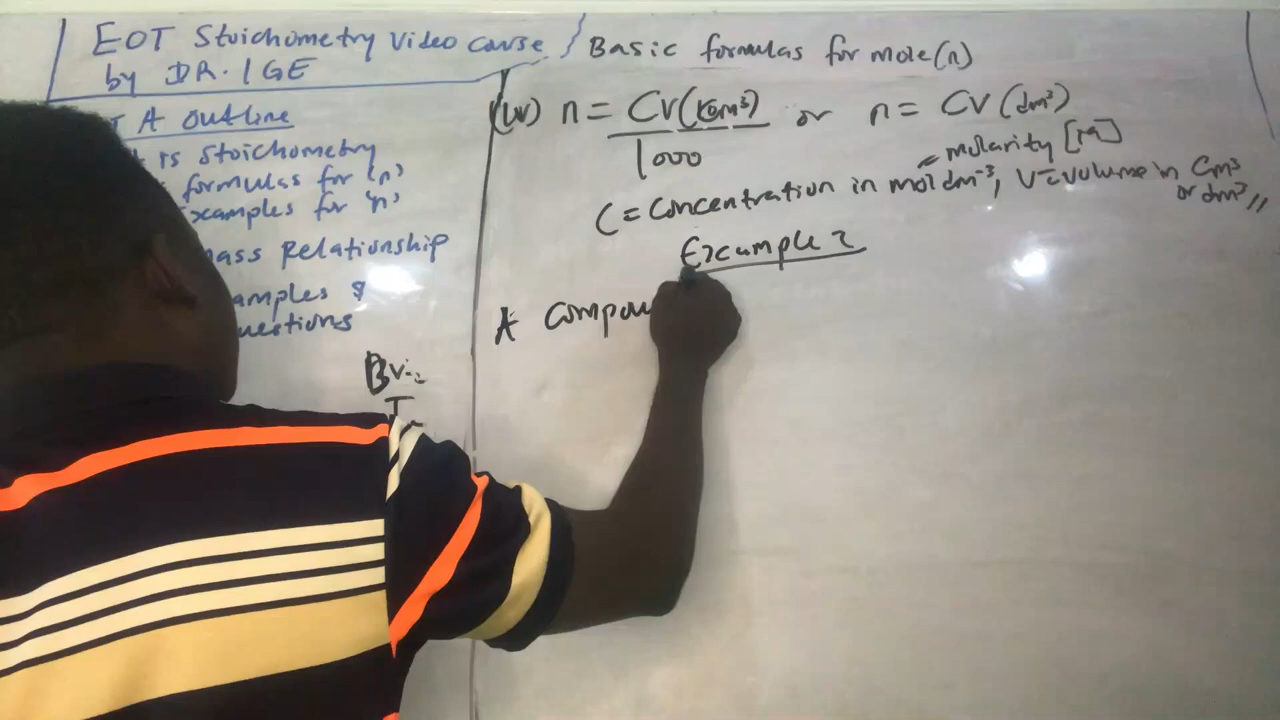 EOT Stoichometry Video Course
by DR. IGE
T A outline
is stoichometry
formulas for 'n'
Examples for 'n'
ass Relationship
amples &
uestions
Basic formulas for mole (n)
n = CV(cm³) or n = CV (dm³)
1000
= molarity [M]
C = Concentration in moldm⁻³, V = volume in Cm³
or dm³,,
Example 2
A compou